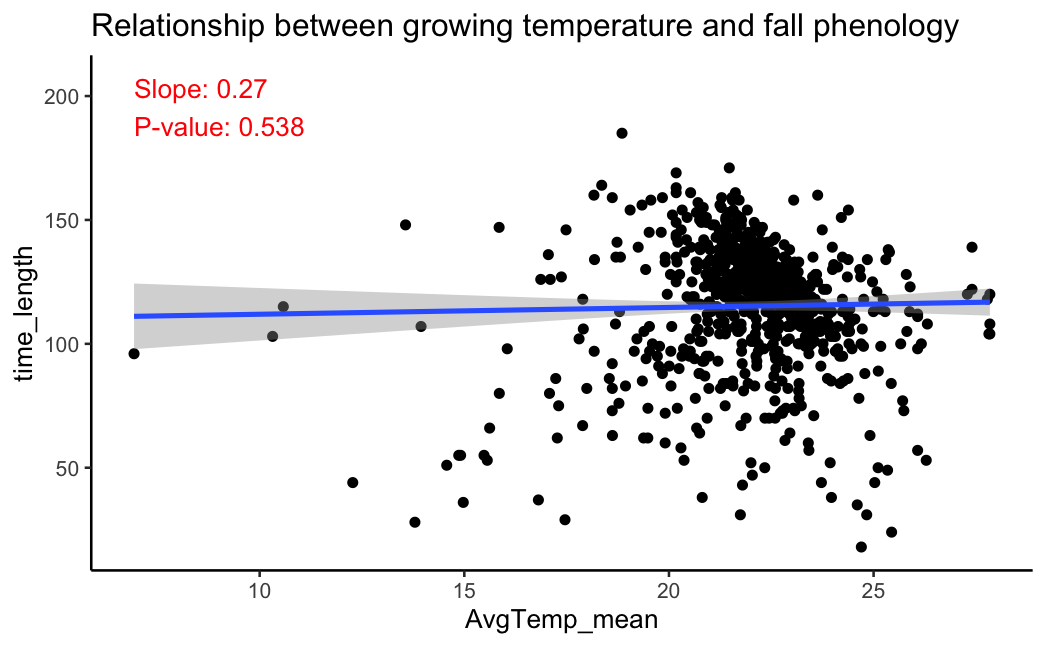 Relationship between growing temperature and fall phenology
Slope: 0.27
P-value: 0.538
time_length
200
150
100
50
10 15 20 25
AvgTemp_mean